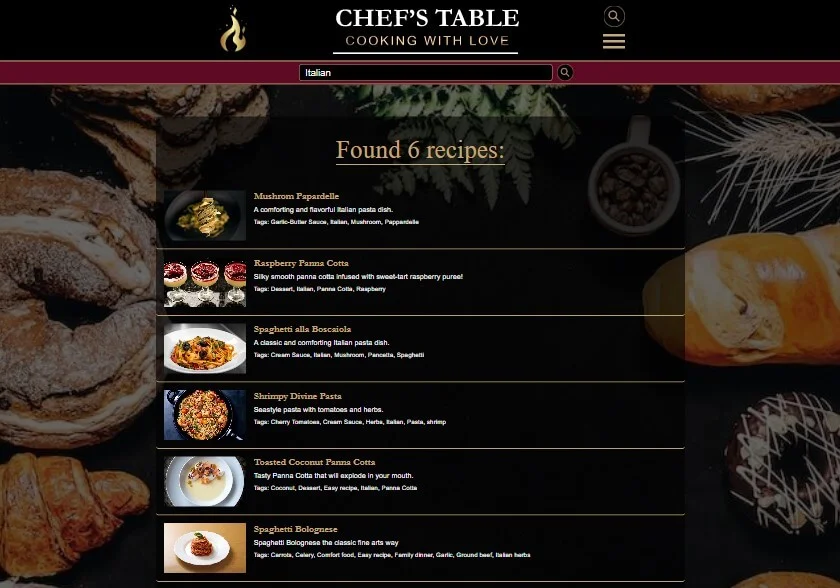 CHEF'S TABLE
COOKING WITH LOVE
Italian
Found 6 recipes:
Mushrom Papardelle
A comforting and flavorful Italian pasta dish.
Tags: Garlic-Butter Sauce, Italian, Mushroom, Pappardelle
Raspberry Panna Cotta
Silky smooth panna cotta infused with sweet-tart raspberry puree!
Tags: Dessert, Italian, Panna Cotta, Raspberry
Spaghetti alla Boscaiola
A classic and comforting Italian pasta dish.
Tags: Cream Sauce, Italian, Mushroom, Pancetta, Spaghetti
Shrimpy Divine Pasta
Seastyle pasta with tomatoes and herbs.
Tags: Cherry Tomatoes, Cream Sauce, Herbs, Italian, Pasta, shrimp
Toasted Coconut Panna Cotta
Tasty Panna Cotta that will explode in your mouth.
Tags: Coconut, Dessert, Easy recipe, Italian, Panna Cotta
Spaghetti Bolognese
Spaghetti Bolognese the classic fine arts way
Tags: Carrots, Celery, Comfort food, Easy recipe, Family dinner, Garlic, Ground beef, Italian herbs